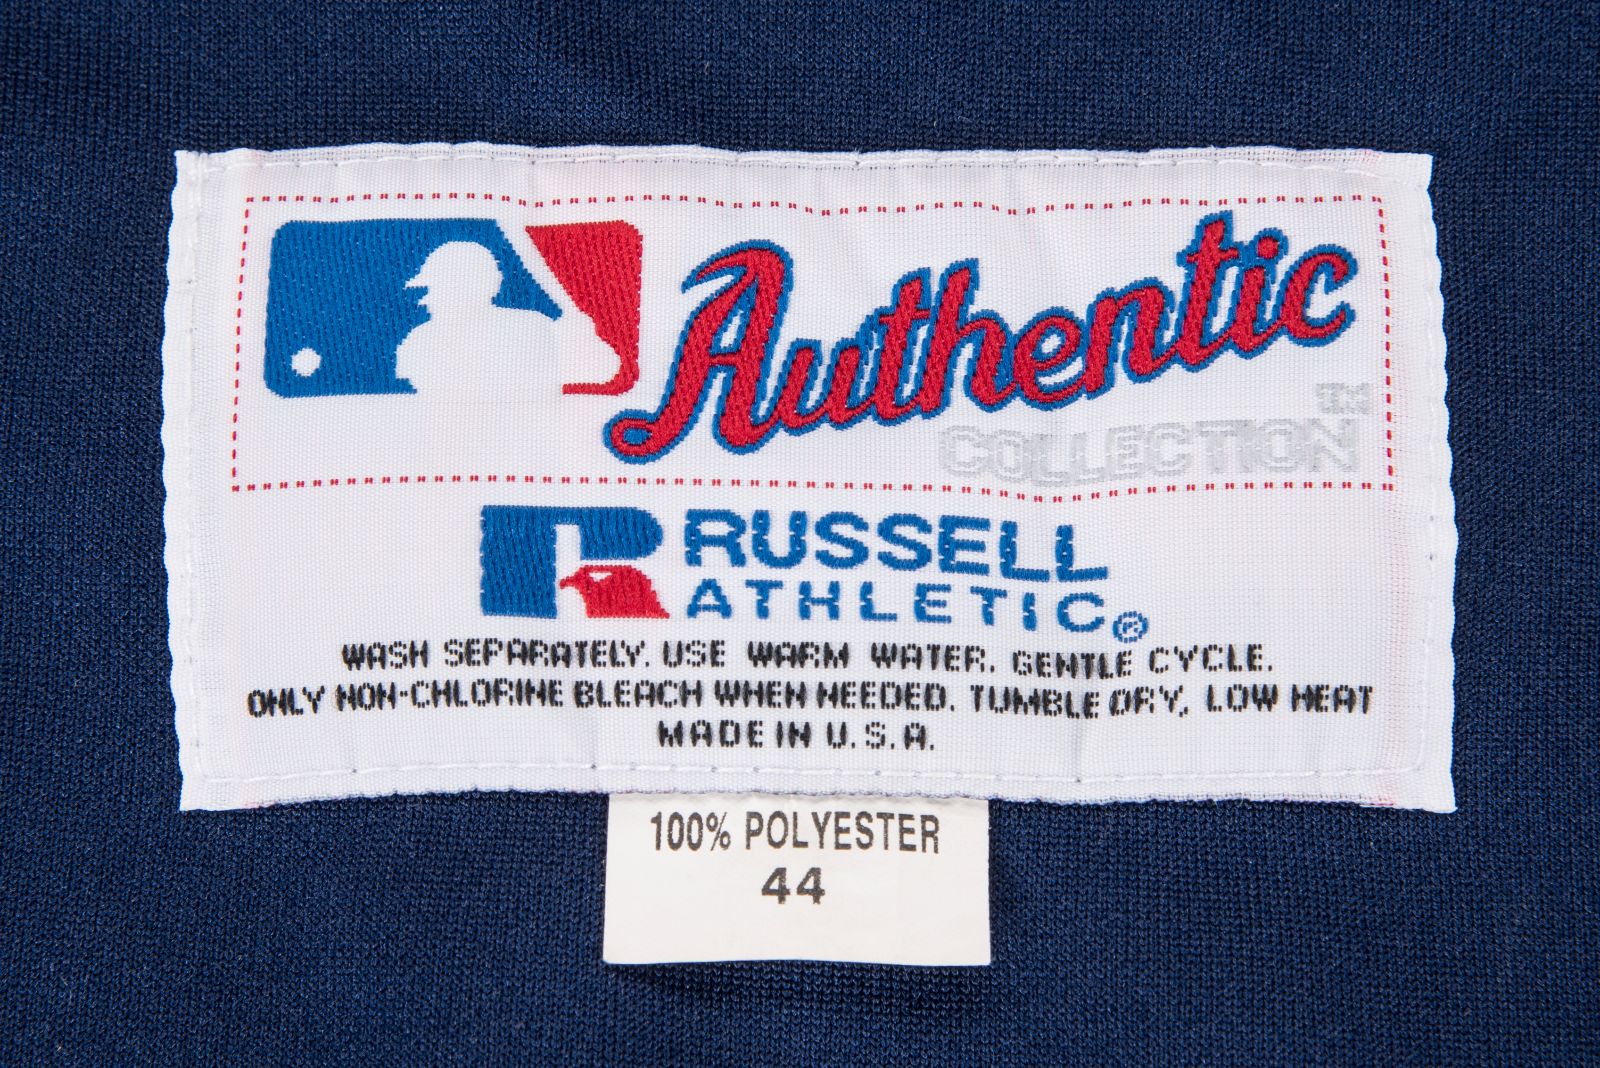 Authentic
COLLECTION™
RUSSELL
ATHLETIC®
WASH SEPARATELY. USE WARM WATER. GENTLE CYCLE.
ONLY NON-CHLORINE BLEACH WHEN NEEDED. TUMBLE DRY, LOW HEAT
MADE IN U.S.A.
100% POLYESTER
44